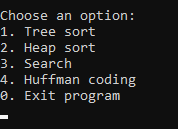 Choose an option:
1. Tree sort
2. Heap sort
3. Search
4. Huffman coding
0. Exit program